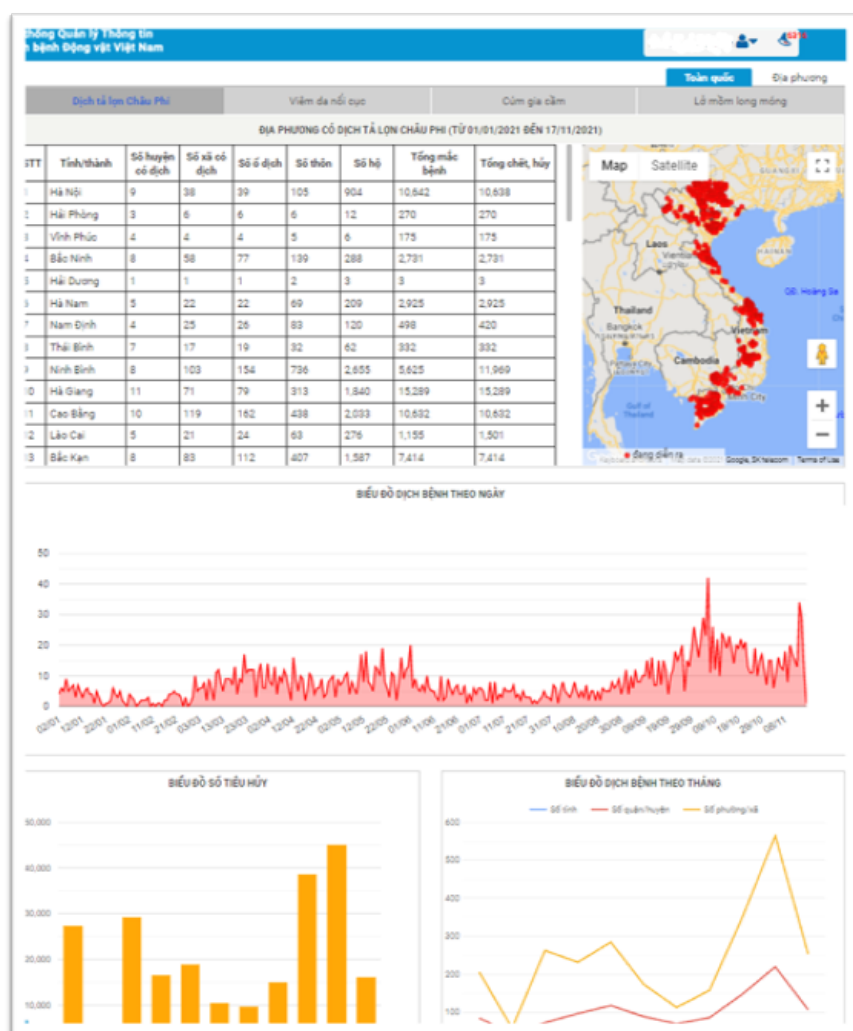 thống Quản lý Thông tin
h bệnh Động vật Việt Nam
Toàn quốc Địa phương
Dịch tả lợn Châu Phi Viêm da nổi cục Cúm gia cầm Lở mồm long móng
ĐỊA PHƯƠNG CÓ DỊCH TẢ LỢN CHÂU PHI (TỪ 01/01/2021 ĐẾN 17/11/2021)
STT Tỉnh/thành Số huyện có dịch Số xã có dịch Số ổ dịch Số thôn Số hộ Tổng mắc bệnh Tổng chết, hủy
1 Hà Nội 9 38 39 105 904 10,642 10,638
2 Hải Phòng 3 6 6 6 12 270 270
3 Vĩnh Phúc 4 4 4 5 6 175 175
4 Bắc Ninh 8 58 77 139 288 2,731 2,731
5 Hải Dương 1 1 1 2 3 3 3
6 Hà Nam 5 22 22 69 209 2,925 2,925
7 Nam Định 4 25 26 83 120 498 420
8 Thái Bình 7 17 19 32 62 332 332
9 Ninh Bình 8 103 154 736 2,655 5,625 11,969
10 Hà Giang 11 71 79 313 1,840 15,289 15,289
11 Cao Bằng 10 119 162 438 2,033 10,632 10,632
12 Lào Cai 5 21 24 63 276 1,155 1,501
13 Bắc Kạn 8 83 112 407 1,587 7,414 7,414
Map Satellite
GUANGXI
HAINAN
Laos
QĐ. Hoàng Sa
Thailand
Bangkok
Vietnam
Cambodia
Gulf of Thailand
đang diễn ra
Google, SK telecom Terms of Use
BIỂU ĐỒ DỊCH BỆNH THEO NGÀY
50
40
30
20
10
0
02/01 12/01 22/01 01/02 11/02 21/02 03/03 13/03 23/03 02/04 12/04 22/04 02/05 12/05 22/05 01/06 11/06 21/06 01/07 11/07 21/07 31/07 10/08 20/08 30/08 09/09 19/09 29/09 09/10 19/10 29/10 08/11
BIỂU ĐỒ SỐ TIÊU HỦY
50,000
40,000
30,000
20,000
10,000
BIỂU ĐỒ DỊCH BỆNH THEO THÁNG
Số tỉnh Số quận/huyện Số phường/xã
600
500
400
300
200
100